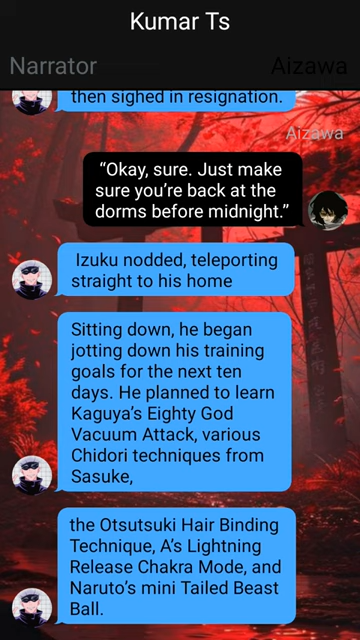 Kumar Ts
Narrator
Aizawa
then sighed in resignation.
Aizawa
“Okay, sure. Just make
sure you’re back at the
dorms before midnight.”
Izuku nodded, teleporting
straight to his home
Sitting down, he began
jotting down his training
goals for the next ten
days. He planned to learn
Kaguya’s Eighty God
Vacuum Attack, various
Chidori techniques from
Sasuke,
the Otsutsuki Hair Binding
Technique, A’s Lightning
Release Chakra Mode, and
Naruto’s mini Tailed Beast
Ball.